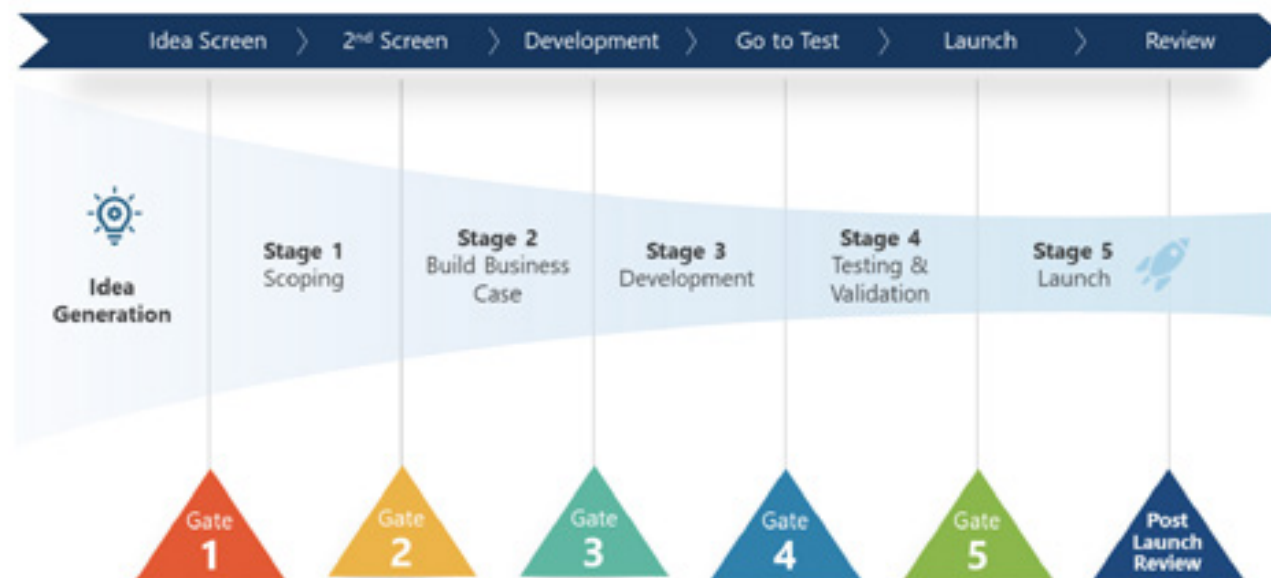 Idea Screen
2nd Screen
Development
Go to Test
Launch
Review
Idea
Generation
Stage 1
Scoping
Stage 2
Build Business
Case
Stage 3
Development
Stage 4
Testing &
Validation
Stage 5
Launch
Gate
1
Gate
2
Gate
3
Gate
4
Gate
5
Post
Launch
Review